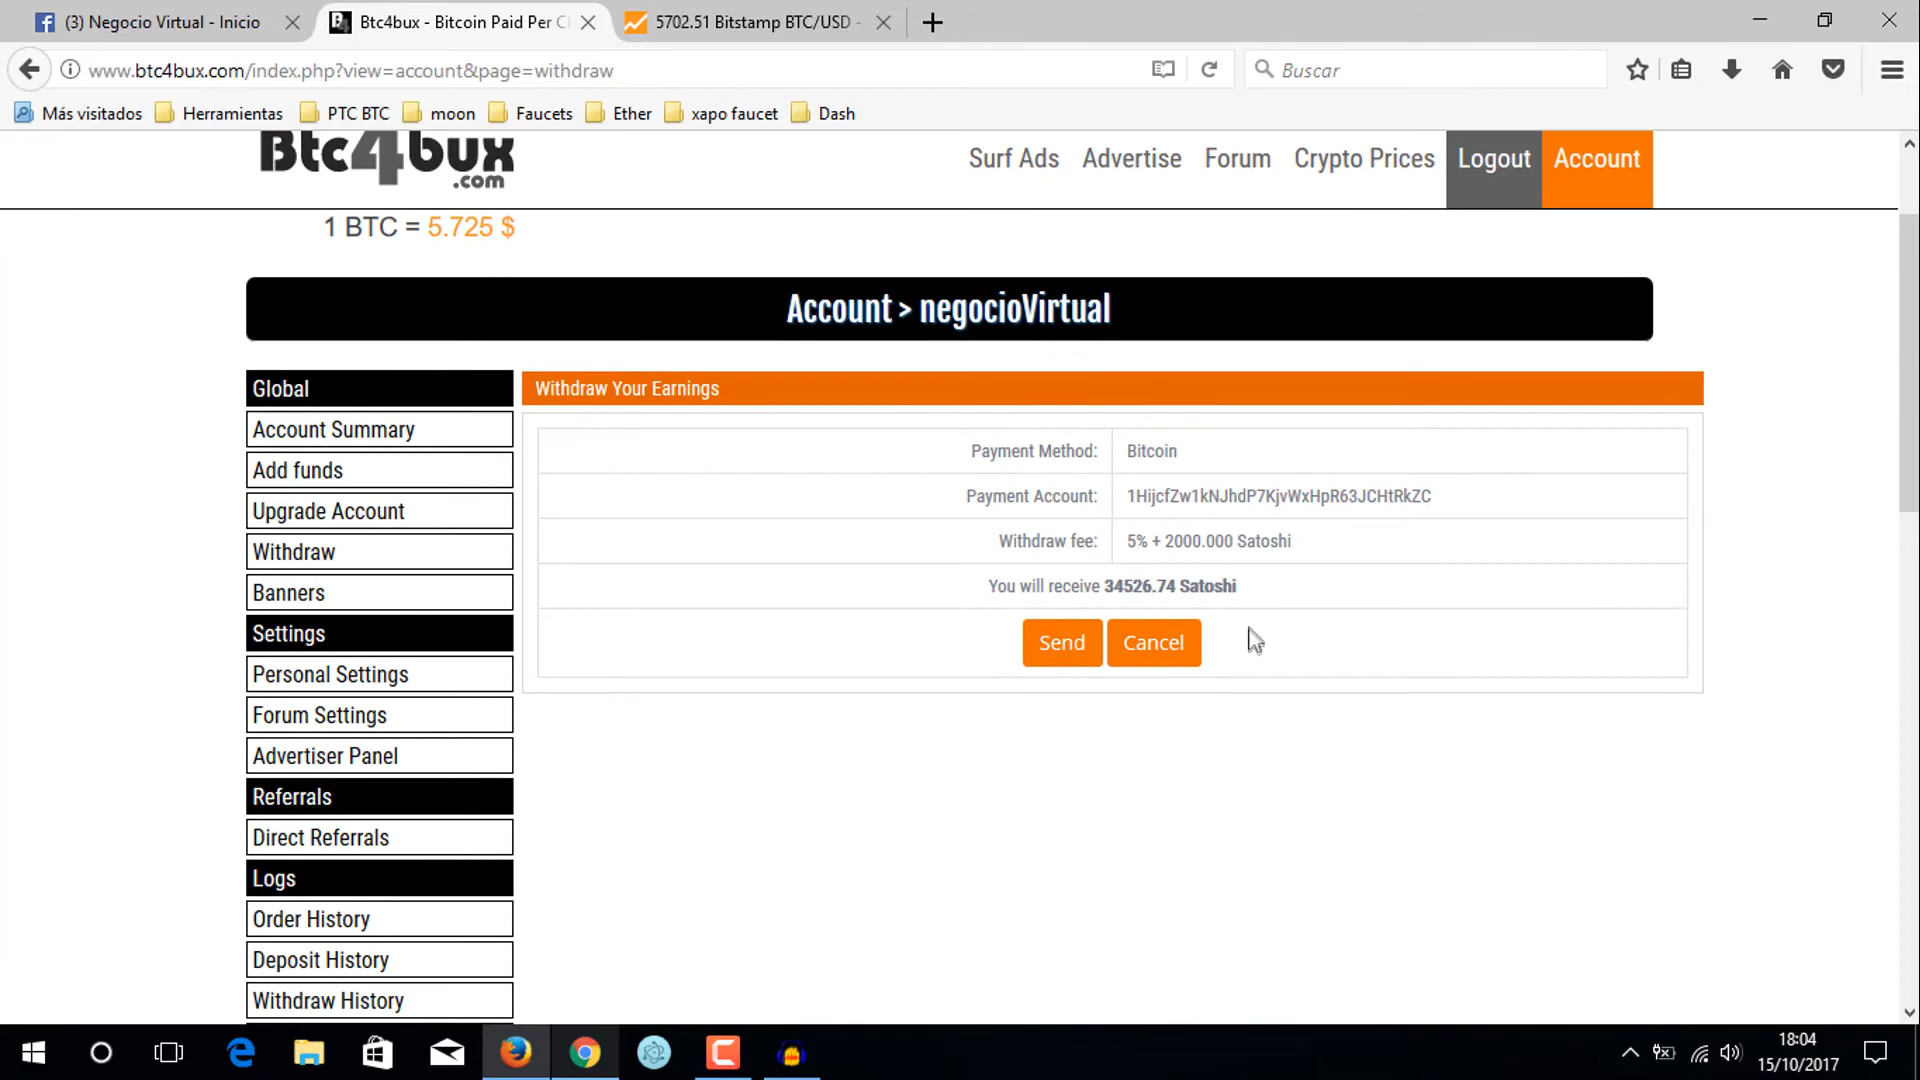 (3) Negocio Virtual - Inicio
Btc4bux - Bitcoin Paid Per C
5702.51 Bitstamp BTC/USD -
www.btc4bux.com/index.php?view=account&page=withdraw
Buscar
Más visitados
Herramientas
PTC BTC
moon
Faucets
Ether
xapo faucet
Dash
Btc4bux
.com
Surf Ads
Advertise
Forum
Crypto Prices
Logout
Account
1 BTC = 5.725 $
Account > negocioVirtual
Global
Account Summary
Add funds
Upgrade Account
Withdraw
Banners
Settings
Personal Settings
Forum Settings
Advertiser Panel
Referrals
Direct Referrals
Logs
Order History
Deposit History
Withdraw History
Withdraw Your Earnings
Payment Method: Bitcoin
Payment Account: 1HijcfZw1kNJhdP7KjvWxHpR63JCHtRkZC
Withdraw fee: 5% + 2000.000 Satoshi
You will receive 34526.74 Satoshi
Send
Cancel
18:04
15/10/2017